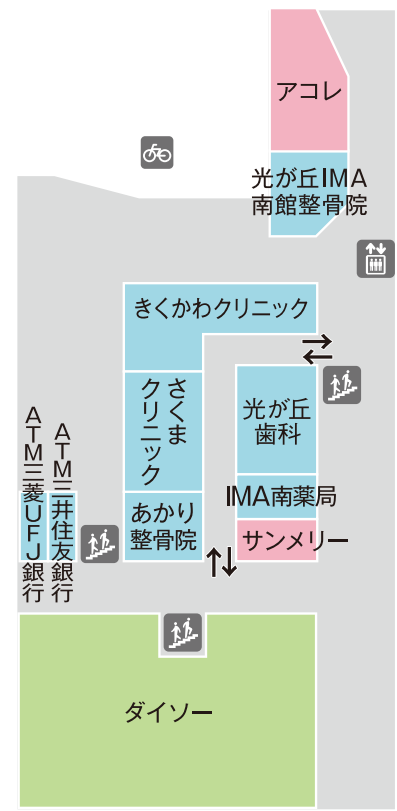 アコレ
光が丘IMA
南館整骨院
きくかわクリニック
さくま
クリニック
光が丘
歯科
ATM三菱UFJ銀行
ATM三井住友銀行
あかり
整骨院
IMA南薬局
サンメリー
ダイソー